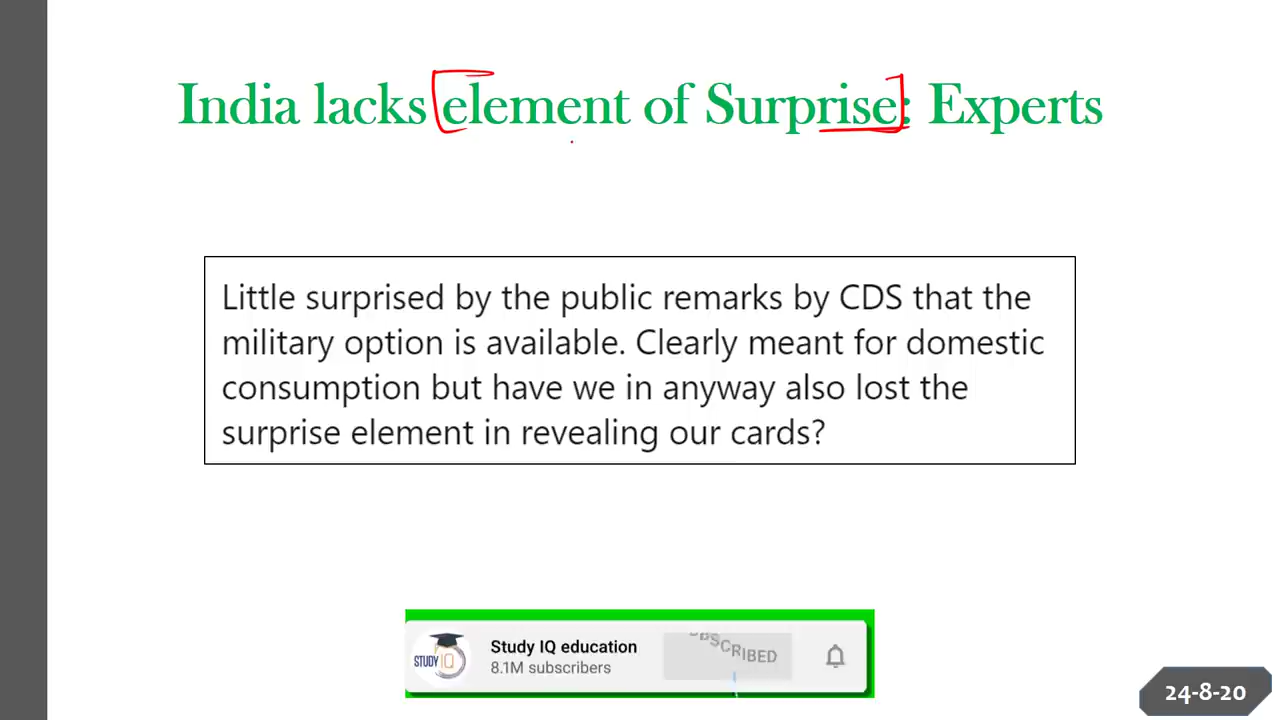 India lacks element of Surprise: Experts
Little surprised by the public remarks by CDS that the
military option is available. Clearly meant for domestic
consumption but have we in anyway also lost the
surprise element in revealing our cards?
STUDY IQ
Study IQ education
8.1M subscribers
24-8-20